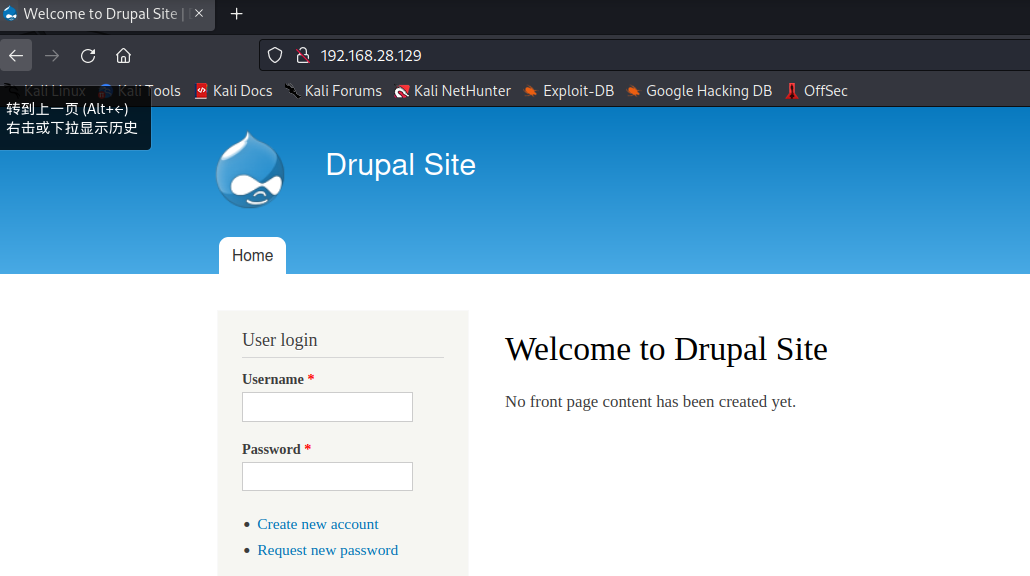 Welcome to Drupal Site |
192.168.28.129
Kali Linux Kali Tools Kali Docs Kali Forums Kali NetHunter Exploit-DB Google Hacking DB OffSec
转到上一页 (Alt+←)
右击或下拉显示历史
Drupal Site
Home
User login
Username *
Password *
Create new account
Request new password
Welcome to Drupal Site
No front page content has been created yet.